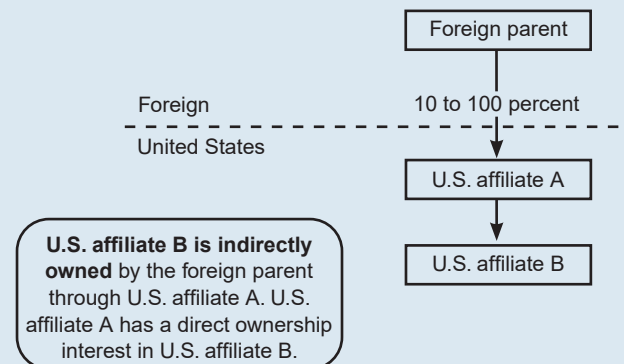 Foreign parent
Foreign
10 to 100 percent
United States
U.S. affiliate A
U.S. affiliate B
U.S. affiliate B is indirectly
owned by the foreign parent
through U.S. affiliate A. U.S.
affiliate A has a direct ownership
interest in U.S. affiliate B.